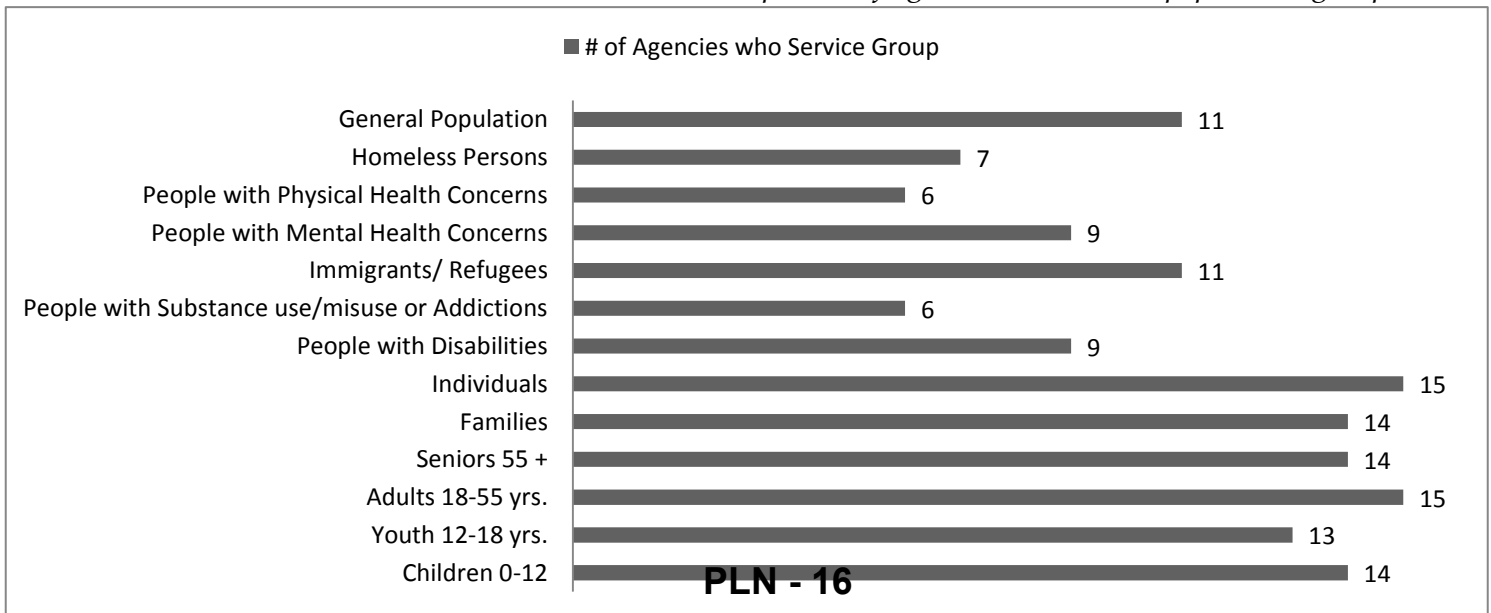 # of Agencies who Service Group
General Population 11
Homeless Persons 7
People with Physical Health Concerns 6
People with Mental Health Concerns 9
Immigrants/ Refugees 11
People with Substance use/misuse or Addictions 6
People with Disabilities 9
Individuals 15
Families 14
Seniors 55 + 14
Adults 18-55 yrs. 15
Youth 12-18 yrs. 13
Children 0-12 14
PLN - 16